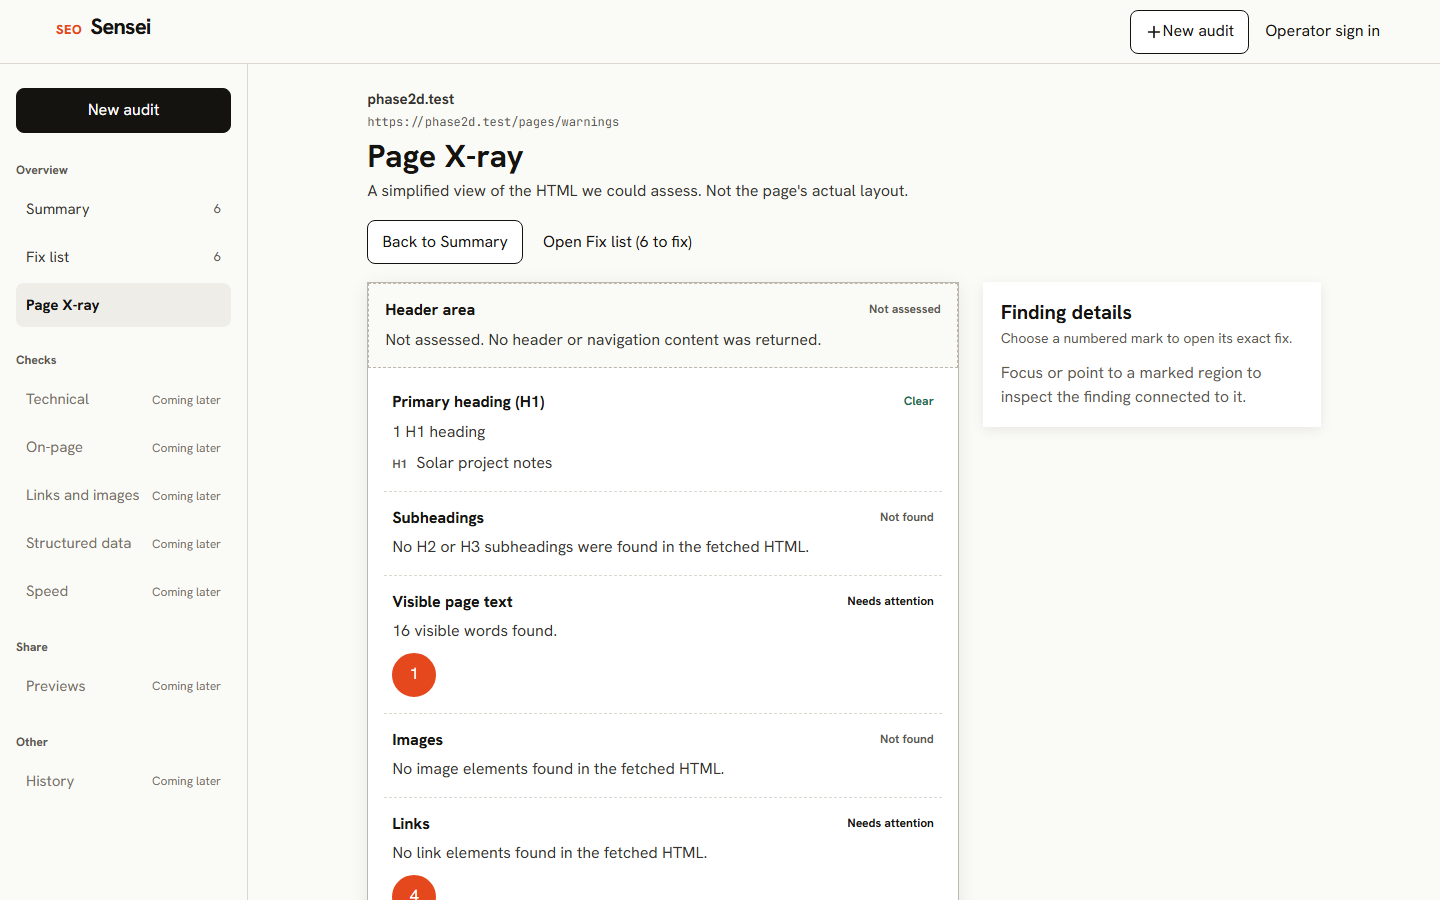 SEO Sensei
+ New audit
Operator sign in
New audit
Overview
Summary 6
Fix list 6
Page X-ray
Checks
Technical Coming later
On-page Coming later
Links and images Coming later
Structured data Coming later
Speed Coming later
Share
Previews Coming later
Other
History Coming later
phase2d.test
https://phase2d.test/pages/warnings
Page X-ray
A simplified view of the HTML we could assess. Not the page's actual layout.
Back to Summary
Open Fix list (6 to fix)
Header area Not assessed
Not assessed. No header or navigation content was returned.
Primary heading (H1) Clear
1 H1 heading
H1 Solar project notes
Subheadings Not found
No H2 or H3 subheadings were found in the fetched HTML.
Visible page text Needs attention
16 visible words found.
1
Images Not found
No image elements found in the fetched HTML.
Links Needs attention
No link elements found in the fetched HTML.
4
Finding details
Choose a numbered mark to open its exact fix.
Focus or point to a marked region to
inspect the finding connected to it.